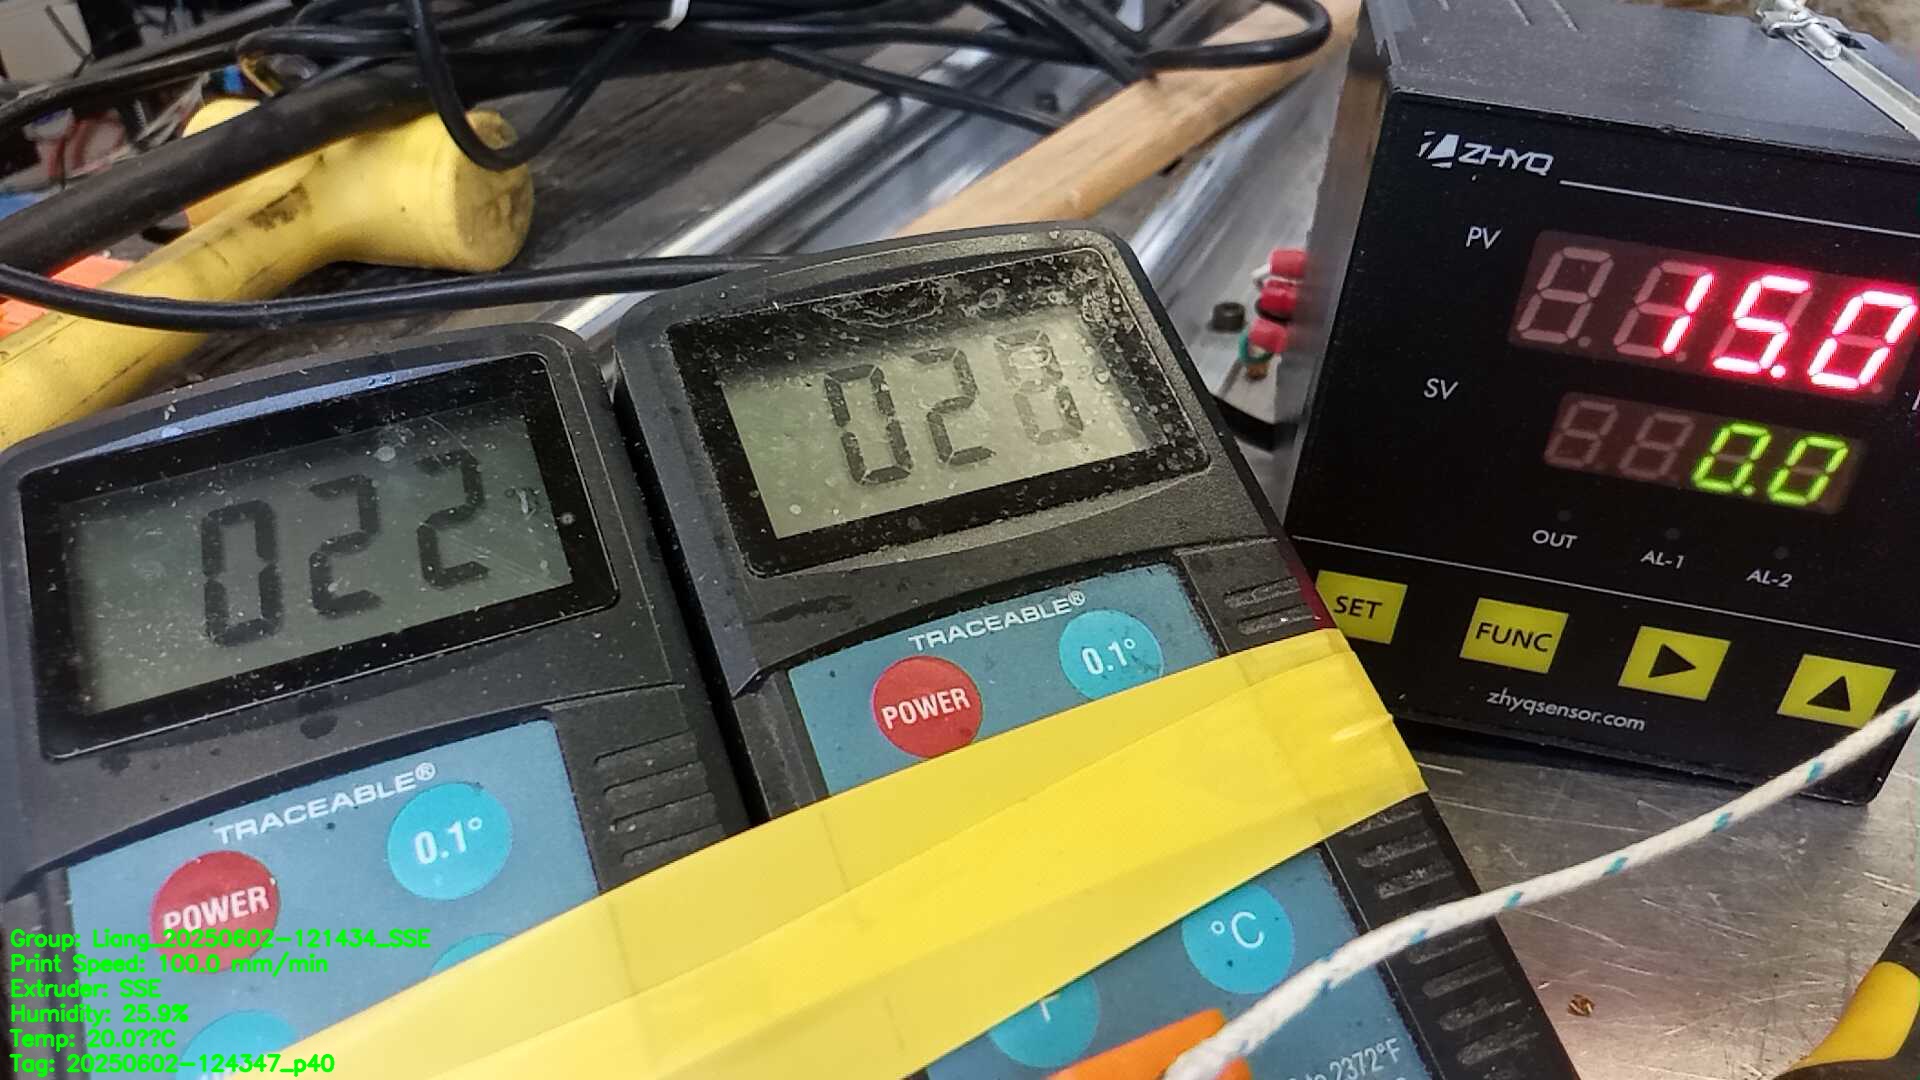 ZHYQ
PV
15.0
SV
0.0
OUT AL-1 AL-2
SET FUNC
zhyqsensor.com
022
TRACEABLE®
0.1°
POWER
TRACEABLE®
0.1°
POWER
°C
F
2372°F
Group: Liang_20250602-121434_SSE
Print Speed: 100.0 mm/min
Extruder: SSE
Humidity: 25.9%
Temp: 20.0??C
Tag: 20250602-124347_p40